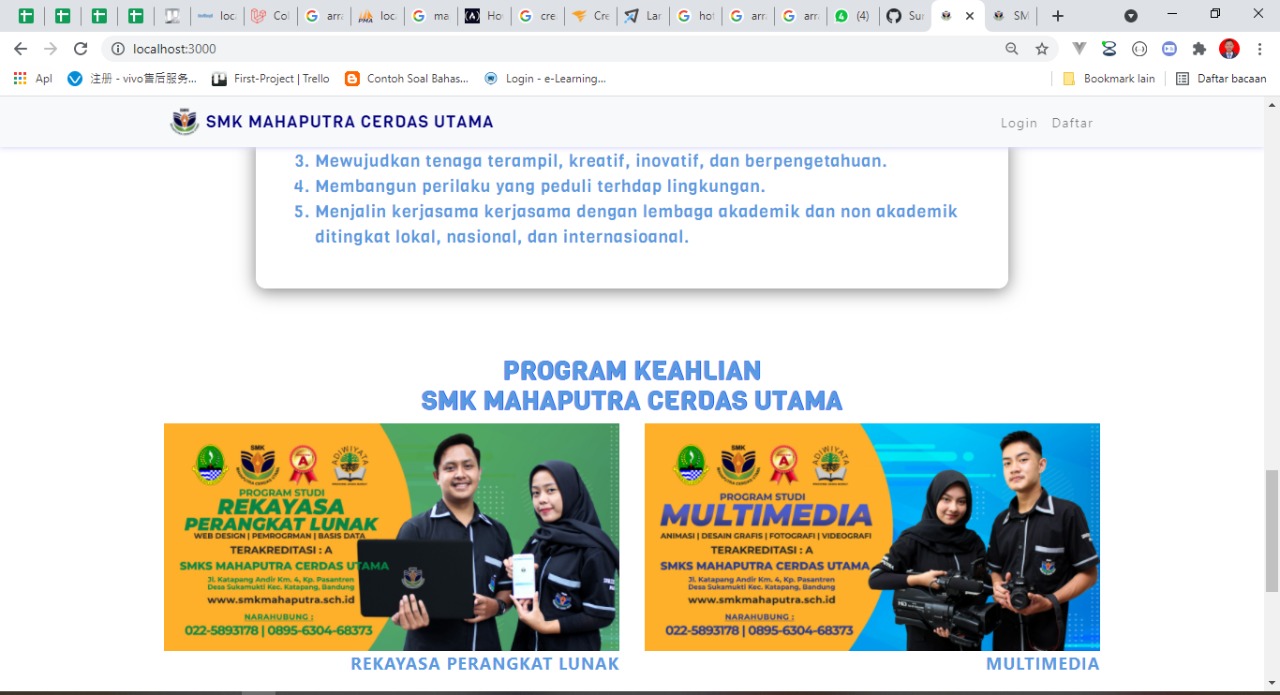 loc
Col
arra
loca
ma
Ho
cre
Cre
Lar
hot
arra
arra
(4)
Sur
SM
localhost:3000
Apl
注册 - vivo售后服务...
First-Project | Trello
Contoh Soal Bahas...
Login - e-Learning...
Bookmark lain
Daftar bacaan
SMK MAHAPUTRA CERDAS UTAMA
Login
Daftar
3. Mewujudkan tenaga terampil, kreatif, inovatif, dan berpengetahuan.
4. Membangun perilaku yang peduli terhdap lingkungan.
5. Menjalin kerjasama kerjasama dengan lembaga akademik dan non akademik
ditingkat lokal, nasional, dan internasioanal.
PROGRAM KEAHLIAN
SMK MAHAPUTRA CERDAS UTAMA
SMK
A
ADIWIYATA
PROGRAM STUDI
REKAYASA
PERANGKAT LUNAK
WEB DESIGN | PEMROGRMAN | BASIS DATA
TERAKREDITASI : A
SMKS MAHAPUTRA CERDAS UTAMA
Jl. Katapang Andir Km. 4, Kp. Pasantren
Desa Sukamukti Kec. Katapang, Bandung
www.smkmahaputra.sch.id
NARAHUBUNG :
022-5893178 | 0895-6304-68373
REKAYASA PERANGKAT LUNAK
SMK
A
ADIWIYATA
PROGRAM STUDI
MULTIMEDIA
ANIMASI | DESAIN GRAFIS | FOTOGRAFI | VIDEOGRAFI
TERAKREDITASI : A
SMKS MAHAPUTRA CERDAS UTAMA
Jl. Katapang Andir Km. 4, Kp. Pasantren
Desa Sukamukti Kec. Katapang, Bandung
www.smkmahaputra.sch.id
NARAHUBUNG :
022-5893178 | 0895-6304-68373
MULTIMEDIA